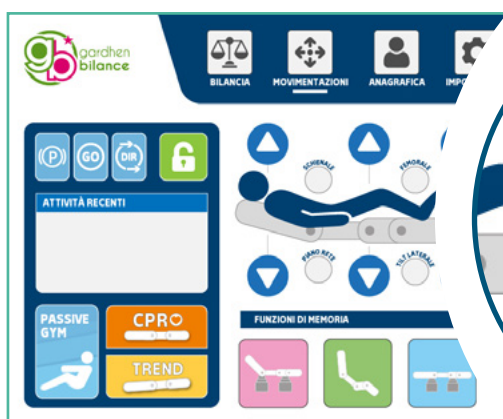 gb
gardhen
bilance
BILANCIA
MOVIMENTAZIONI
ANAGRAFICA
(P)
GO
DIR
ATTIVITÀ RECENTI
SCHIENALE
FEMORALE
PIANO RETE
TILT LATERALE
PASSIVE
GYM
CPR
TREND
FUNZIONI DI MEMORIA